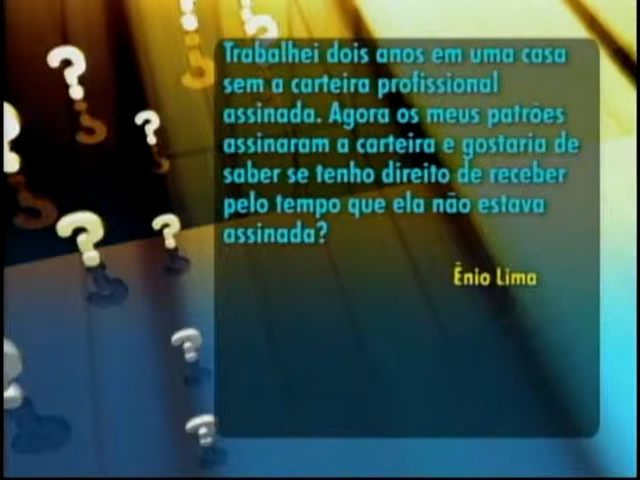 Trabalhei dois anos em uma casa
sem a carteira profissional
assinada. Agora os meus patrões
assinaram a carteira e gostaria de
saber se tenho direito de receber
pelo tempo que ela não estava
assinada?
Ênio Lima